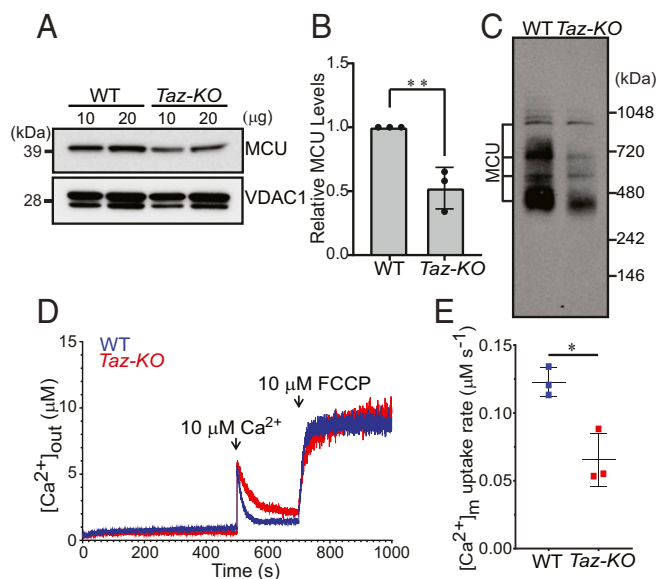 A
WT Taz-KO
10 20 10 20 (μg)
(kDa)
39 MCU
28 VDAC1
B
Relative MCU Levels
1.5
1.0
0.5
0.0
**
WT Taz-KO
C
WT Taz-KO
(kDa)
1048
720
480
242
146
MCU
D
WT
Taz-KO
10 μM Ca2+
10 μM FCCP
[Ca2+]out (μM)
15
10
5
0
0 200 400 600 800 1000
Time (s)
E
[Ca2+]m uptake rate (μM s-1)
0.15
0.10
0.05
0.00
*
WT Taz-KO